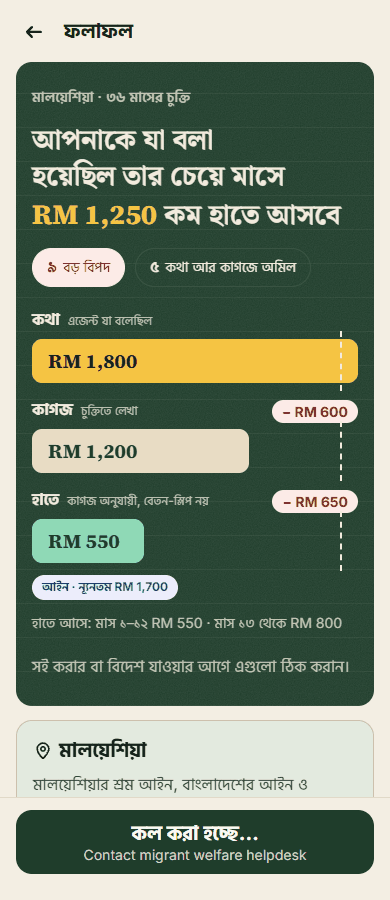 ফলাফল
মালয়েশিয়া · ৩৬ মাসের চুক্তি
আপনাকে যা বলা
হয়েছিল তার চেয়ে মাসে
RM 1,250 কম হাতে আসবে
৯ বড় বিপদ
৫ কথা আর কাগজে অমিল
কথা এজেন্ট যা বলেছিল
RM 1,800
কাগজ চুক্তিতে লেখা
− RM 600
RM 1,200
হাতে কাগজ অনুযায়ী, বেতন-স্লিপ নয়
− RM 650
RM 550
আইন · ন্যূনতম RM 1,700
হাতে আসে: মাস ১–১২ RM 550 · মাস ১৩ থেকে RM 800
সই করার বা বিদেশ যাওয়ার আগে এগুলো ঠিক করান।
মালয়েশিয়া
মালয়েশিয়ার শ্রম আইন, বাংলাদেশের আইন ও
কল করা হচ্ছে...
Contact migrant welfare helpdesk